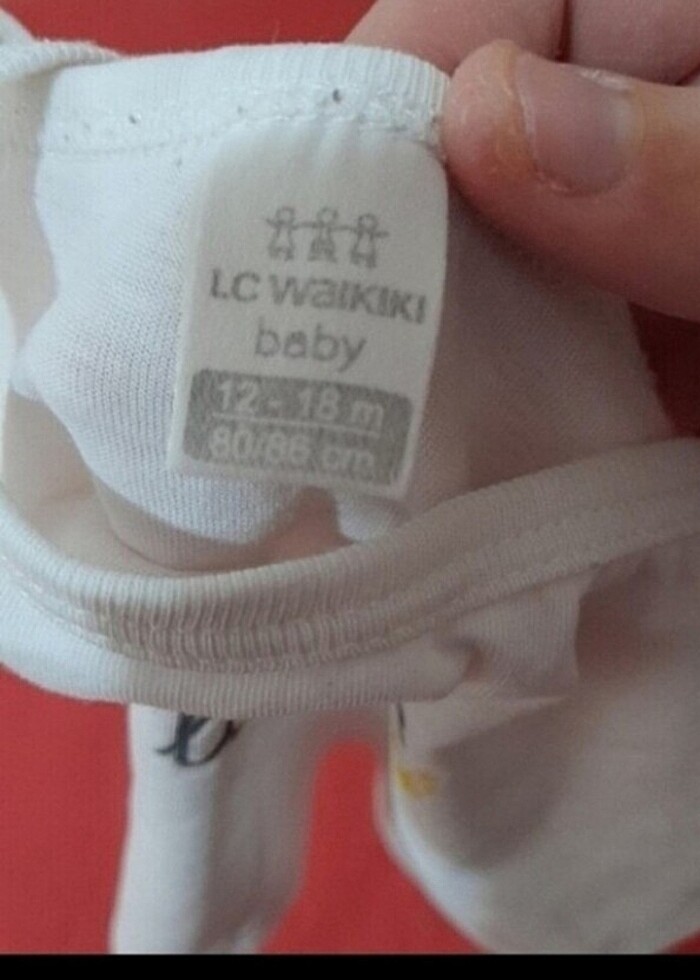 LC WAIKIKI
baby
12 - 18 m
80/86 cm